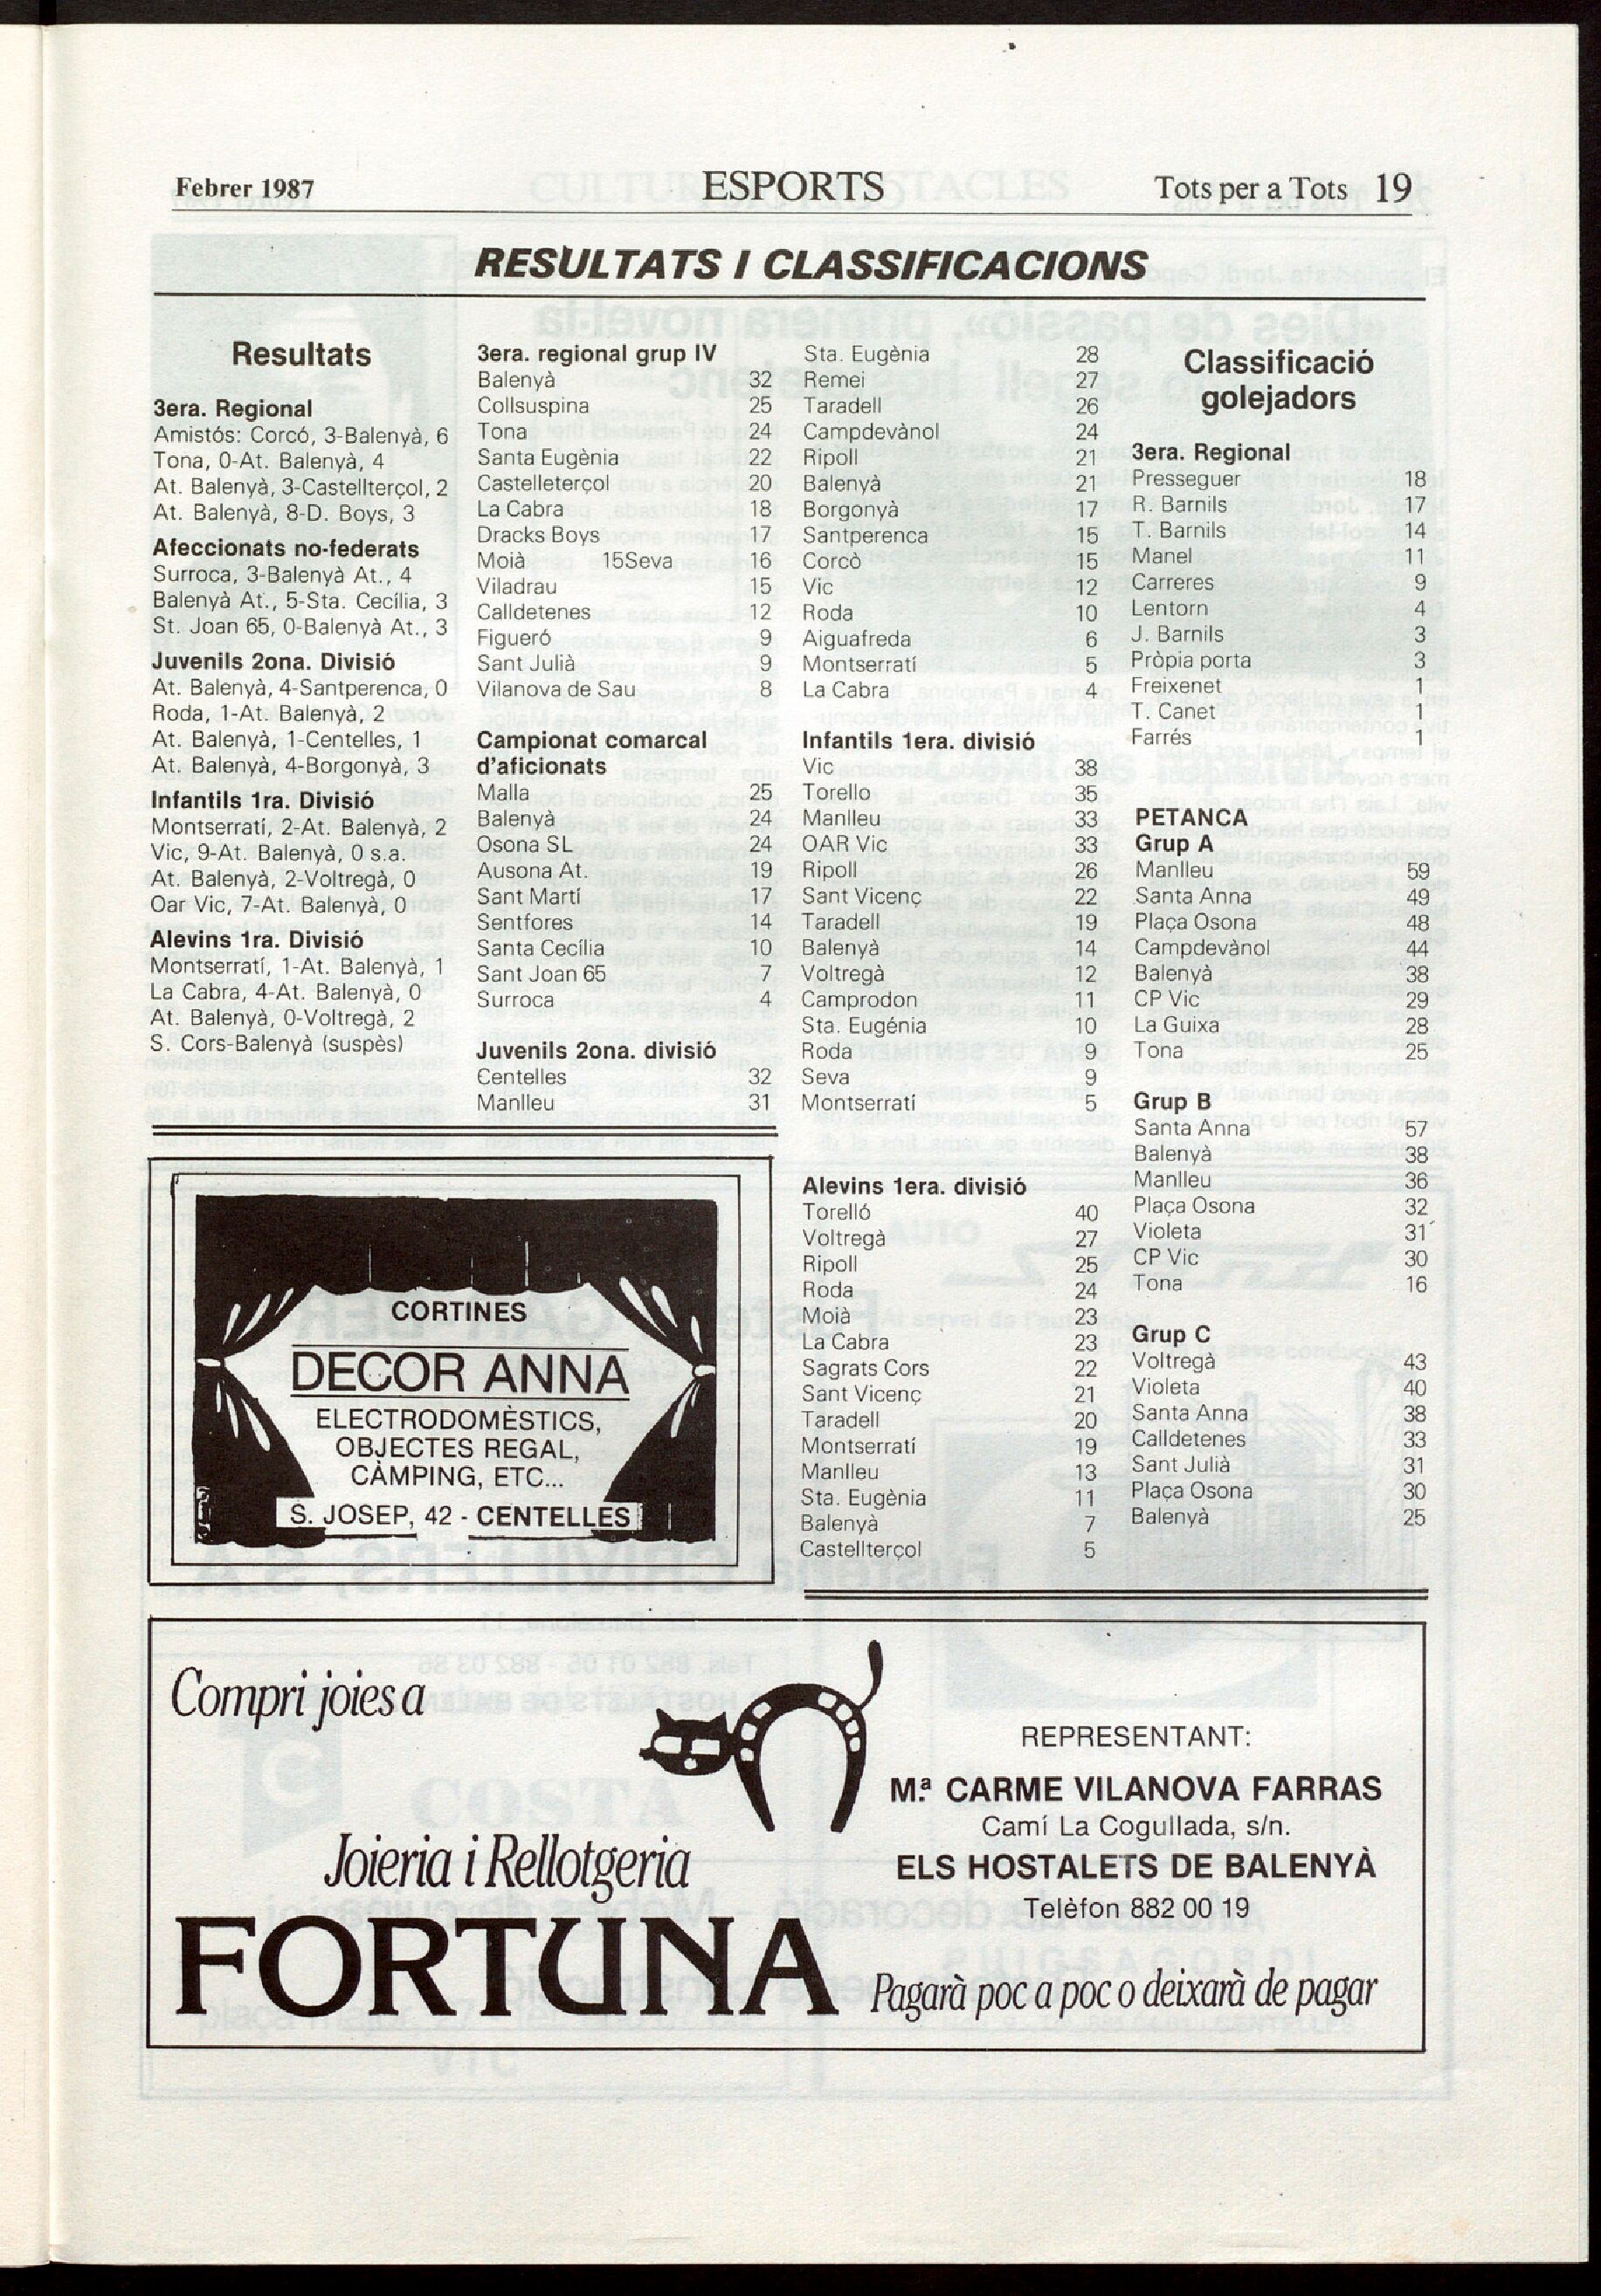 Febrer 1987
ESPORTS
Tots per a Tots 19
RESULTATS I CLASSIFICACIONS
Resultats
3era. Regional
Amistós: Corcó, 3-Balenyà, 6
Tona, 0-At. Balenyà, 4
At. Balenyà, 3-Castellterçol, 2
At. Balenyà, 8-D. Boys, 3
Afeccionats no-federats
Surroca, 3-Balenyà At., 4
Balenyà At., 5-Sta. Cecília, 3
St. Joan 65, 0-Balenyà At., 3
Juvenils 2ona. Divisió
At. Balenyà, 4-Santperenca, 0
Roda, 1-At. Balenyà, 2
At. Balenyà, 1-Centelles, 1
At. Balenyà, 4-Borgonyà, 3
Infantils 1ra. Divisió
Montserratí, 2-At. Balenyà, 2
Vic, 9-At. Balenyà, 0 s.a.
At. Balenyà, 2-Voltregà, 0
Oar Vic, 7-At. Balenyà, 0
Alevins 1ra. Divisió
Montserratí, 1-At. Balenyà, 1
La Cabra, 4-At. Balenyà, 0
At. Balenyà, 0-Voltregà, 2
S. Cors-Balenyà (suspès)
3era. regional grup IV
Balenyà 32
Collsuspina 25
Tona 24
Santa Eugènia 22
Castelleterçol 20
La Cabra 18
Dracks Boys 17
Moià 15Seva 16
Viladrau 15
Calldetenes 12
Figueró 9
Sant Julià 9
Vilanova de Sau 8
Campionat comarcal
d'aficionats
Malla 25
Balenyà 24
Osona SL 24
Ausona At. 19
Sant Martí 17
Sentfores 14
Santa Cecília 10
Sant Joan 65 7
Surroca 4
Juvenils 2ona. divisió
Centelles 32
Manlleu 31
Sta. Eugènia 28
Remei 27
Taradell 26
Campdevànol 24
Ripoll 21
Balenyà 21
Borgonyà 17
Santperenca 15
Corcò 15
Vic 12
Roda 10
Aiguafreda 6
Montserratí 5
La Cabra 4
Infantils 1era. divisió
Vic 38
Torello 35
Manlleu 33
OAR Vic 33
Ripoll 26
Sant Vicenç 22
Taradell 19
Balenyà 14
Voltregà 12
Camprodon 11
Sta. Eugénia 10
Roda 9
Seva 9
Montserratí 5
Alevins 1era. divisió
Torelló 40
Voltregà 27
Ripoll 25
Roda 24
Moià 23
La Cabra 23
Sagrats Cors 22
Sant Vicenç 21
Taradell 20
Montserratí 19
Manlleu 13
Sta. Eugènia 11
Balenyà 7
Castellterçol 5
Classificació
golejadors
3era. Regional
Presseguer 18
R. Barnils 17
T. Barnils 14
Manel 11
Carreres 9
Lentorn 4
J. Barnils 3
Pròpia porta 3
Freixenet 1
T. Canet 1
Farrés 1
PETANCA
Grup A
Manlleu 59
Santa Anna 49
Plaça Osona 48
Campdevànol 44
Balenyà 38
CP Vic 29
La Guixa 28
Tona 25
Grup B
Santa Anna 57
Balenyà 38
Manlleu 36
Plaça Osona 32
Violeta 31
CP Vic 30
Tona 16
Grup C
Voltregà 43
Violeta 40
Santa Anna 38
Calldetenes 33
Sant Julià 31
Plaça Osona 30
Balenyà 25
CORTINES
DECOR ANNA
ELECTRODOMÈSTICS,
OBJECTES REGAL,
CÀMPING, ETC...
S. JOSEP, 42 - CENTELLES
Compri joies a
Joieria i Rellotgeria
FORTUNA
REPRESENTANT:
M.ª CARME VILANOVA FARRAS
Camí La Cogullada, s/n.
ELS HOSTALETS DE BALENYÀ
Telèfon 882 00 19
Pagarà poc a poc o deixarà de pagar